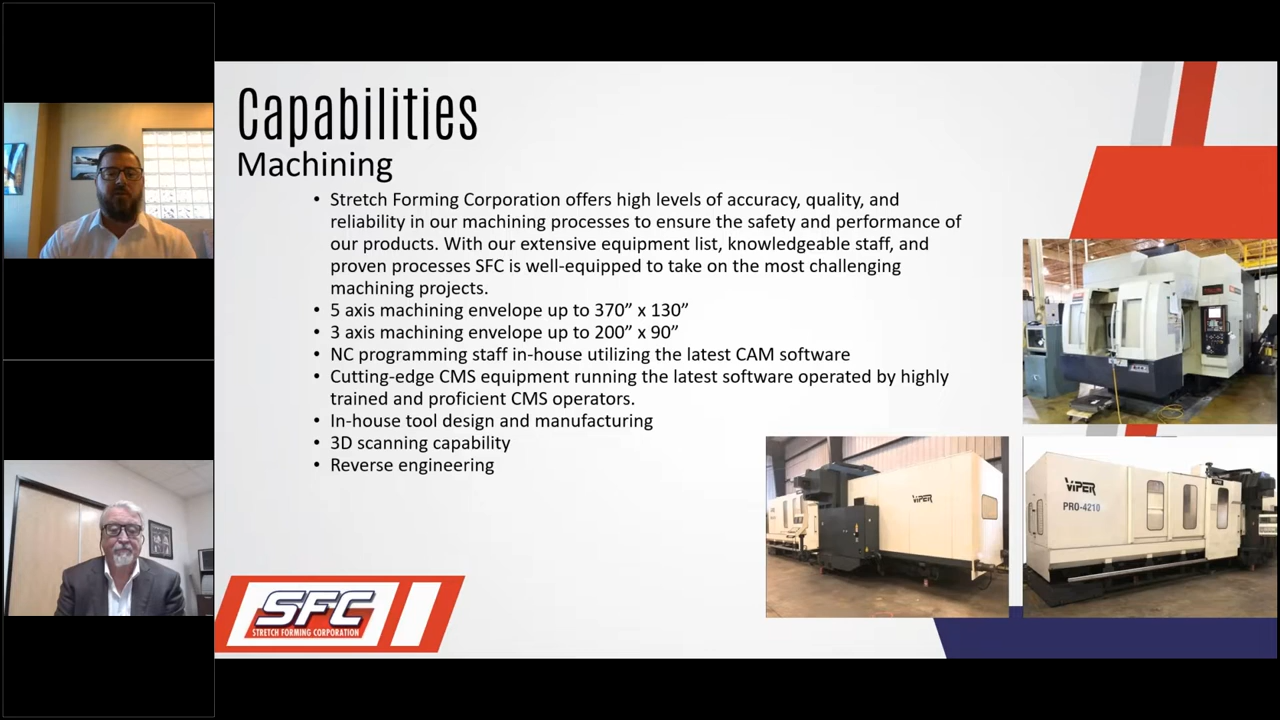 Capabilities
Machining
• Stretch Forming Corporation offers high levels of accuracy, quality, and
reliability in our machining processes to ensure the safety and performance of
our products. With our extensive equipment list, knowledgeable staff, and
proven processes SFC is well-equipped to take on the most challenging
machining projects.
• 5 axis machining envelope up to 370” x 130”
• 3 axis machining envelope up to 200” x 90”
• NC programming staff in-house utilizing the latest CAM software
• Cutting-edge CMS equipment running the latest software operated by highly
trained and proficient CMS operators.
• In-house tool design and manufacturing
• 3D scanning capability
• Reverse engineering
VIPER
VIPER
PRO-4210
SFC
STRETCH FORMING CORPORATION